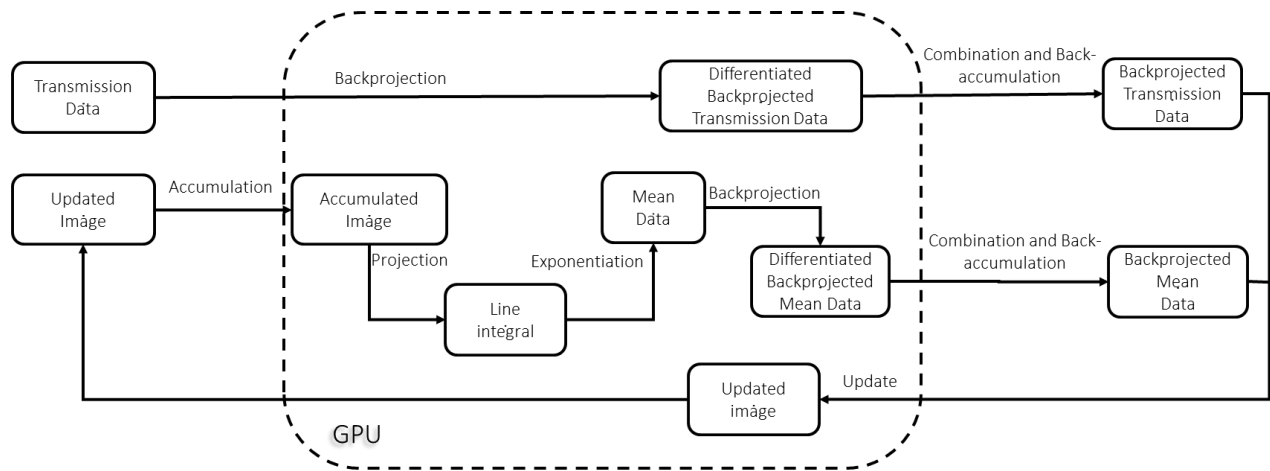 Combination and Back-
accumulation
Transmission
Data
Backprojection
Differentiated
Backprojected
Transmission Data
Backprojected
Transmission
Data
Updated
Image
Accumulation
Accumulated
Image
Mean
Data
Backprojection
Projection
Exponentiation
Line
integral
Differentiated
Backprojected
Mean Data
Combination and Back-
accumulation
Backprojected
Mean
Data
Updated
image
Update
GPU